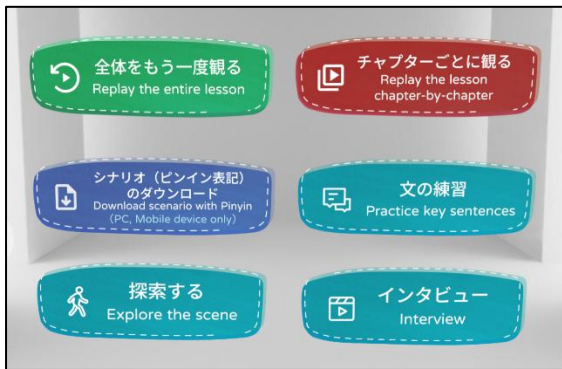 全体をもう一度観る
Replay the entire lesson
チャプターごとに観る
Replay the lesson
chapter-by-chapter
シナリオ（ピンイン表記）
のダウンロード
Download scenario with Pinyin
（PC, Mobile device only）
文の練習
Practice key sentences
探索する
Explore the scene
インタビュー
Interview